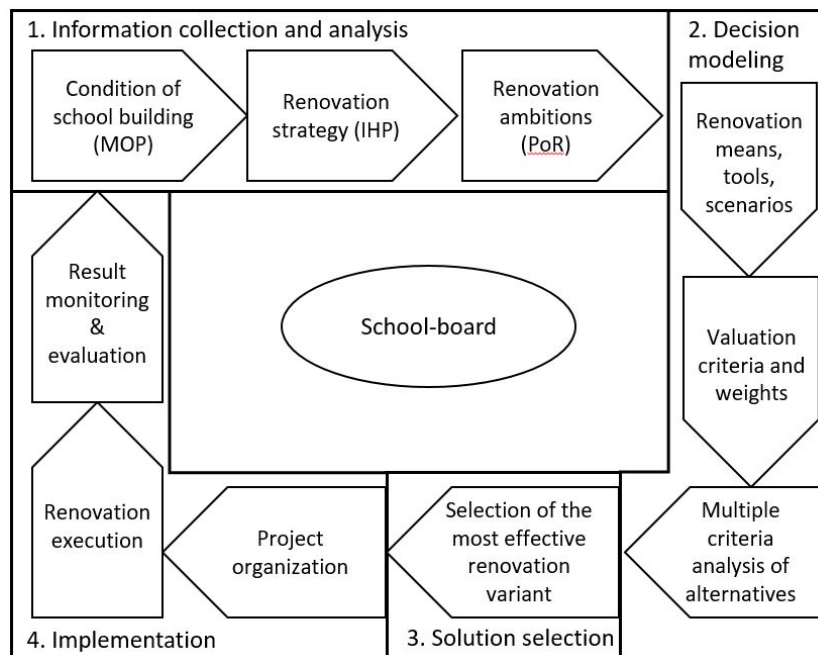 1. Information collection and analysis
Condition of
school building
(MOP)
Renovation
strategy (IHP)
Renovation
ambitions
(PoR)
2. Decision
modeling
Renovation
means,
tools,
scenarios
Valuation
criteria and
weights
Multiple
criteria
analysis of
alternatives
3. Solution selection
Selection of the
most effective
renovation
variant
4. Implementation
Project
organization
Renovation
execution
Result
monitoring
&
evaluation
School-board